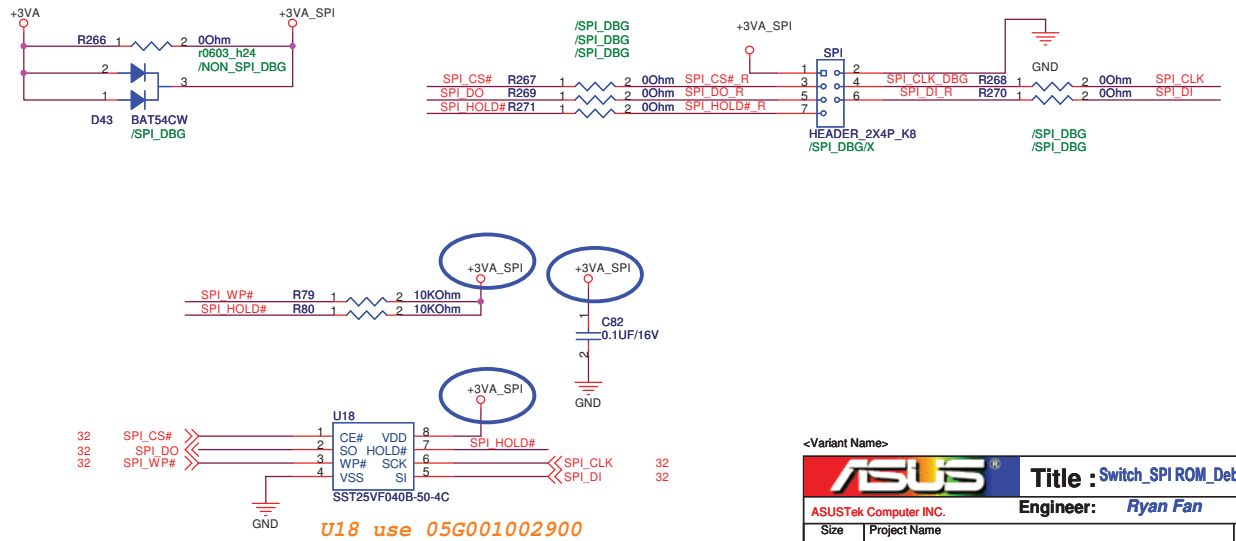 +3VA
+3VA_SPI
R266 1 2 0Ohm
r0603_h24
/NON_SPI_DBG
2
3
1
D43 BAT54CW
/SPI_DBG
/SPI_DBG
/SPI_DBG
/SPI_DBG
+3VA_SPI
SPI
GND
SPI_CS# R267 1 2 0Ohm SPI_CS#_R
SPI_DO R269 1 2 0Ohm SPI_DO_R
SPI_HOLD# R271 1 2 0Ohm SPI_HOLD#_R
1 2
3 4
5 6
7
SPI_CLK_DBG R268 1 2 0Ohm SPI_CLK
SPI_DI_R R270 1 2 0Ohm SPI_DI
HEADER_2X4P_K8
/SPI_DBG/X
/SPI_DBG
/SPI_DBG
+3VA_SPI
SPI_WP# R79 1 2 10KOhm
SPI_HOLD# R80 1 2 10KOhm
+3VA_SPI
1
C82
0.1UF/16V
2
GND
+3VA_SPI
U18
32 SPI_CS# 1 CE# VDD 8
32 SPI_DO 2 SO HOLD# 7 SPI_HOLD#
32 SPI_WP# 3 WP# SCK 6 SPI_CLK 32
4 VSS SI 5 SPI_DI 32
SST25VF040B-50-4C
GND
U18 use 05G001002900
<Variant Name>
ASUS®
Title : Switch_SPI ROM_Deb
ASUSTek Computer INC.
Engineer: Ryan Fan
Size Project Name